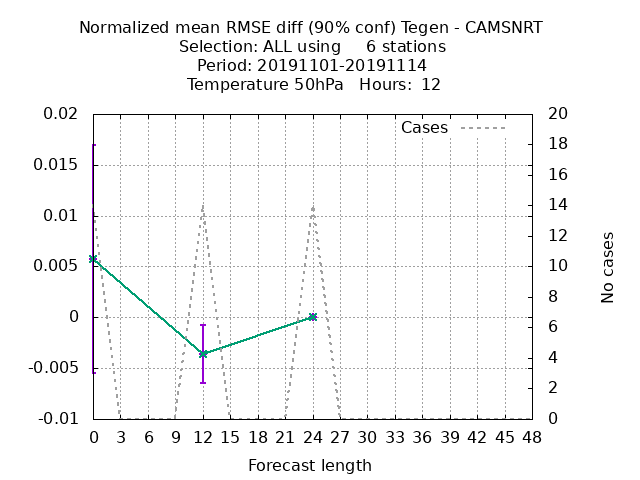 Normalized mean RMSE diff (90% conf) Tegen - CAMSNRT
Selection: ALL using     6 stations
Period: 20191101-20191114
Temperature 50hPa   Hours:  12
Cases
0.02
0.015
0.01
0.005
0
-0.005
-0.01
20
18
16
14
12
10
8
6
4
2
0
No cases
0 3 6 9 12 15 18 21 24 27 30 33 36 39 42 45 48
Forecast length